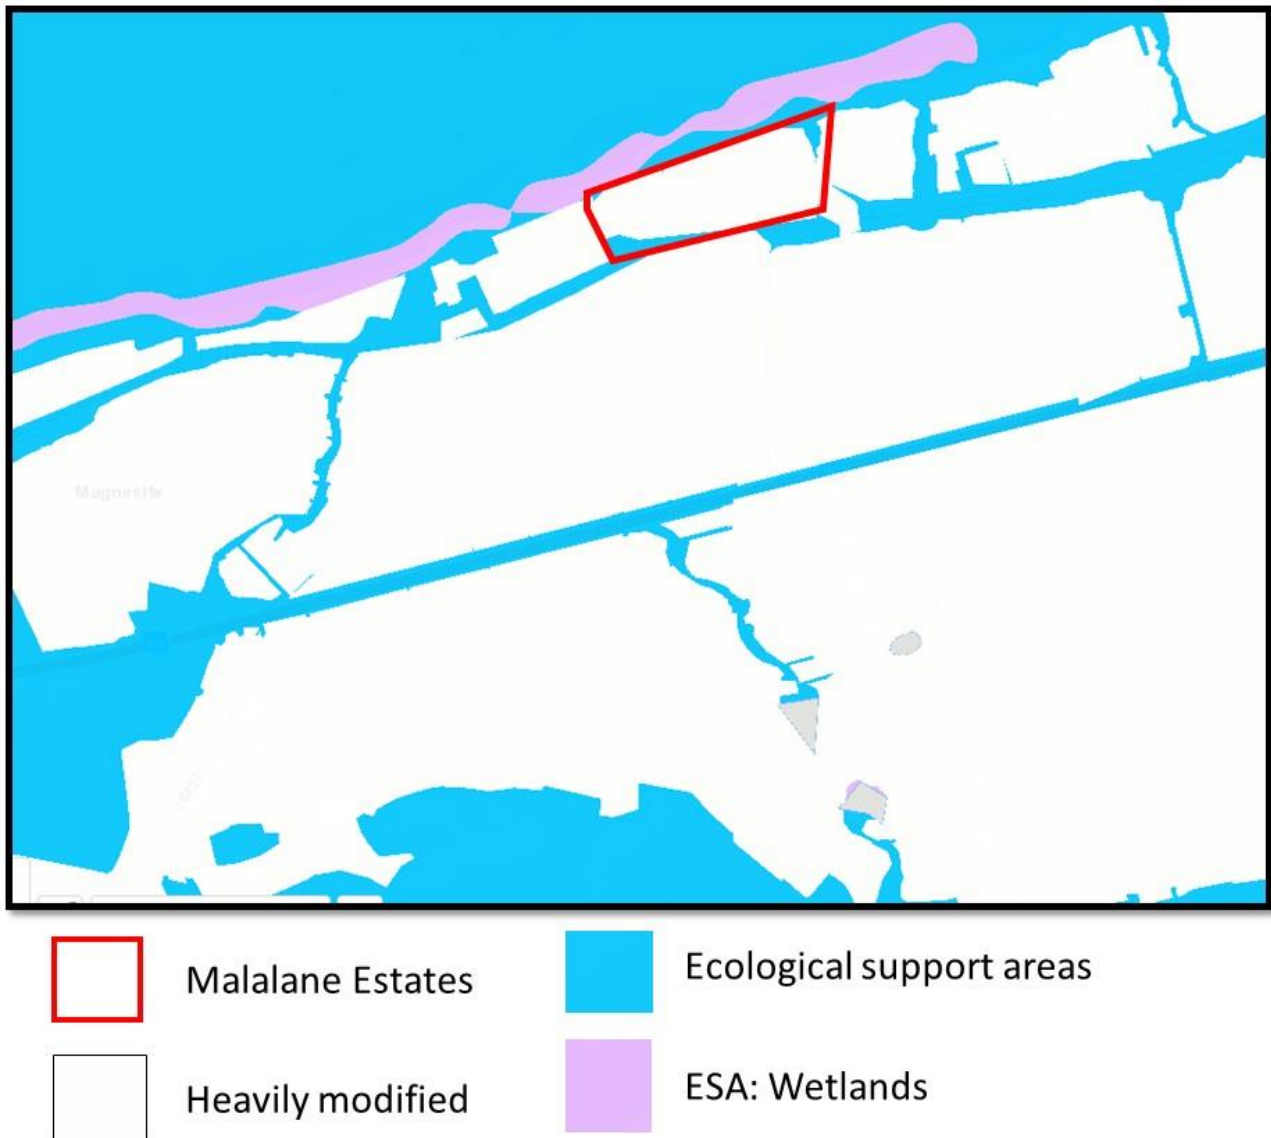 Malalane Estates
Ecological support areas
Heavily modified
ESA: Wetlands